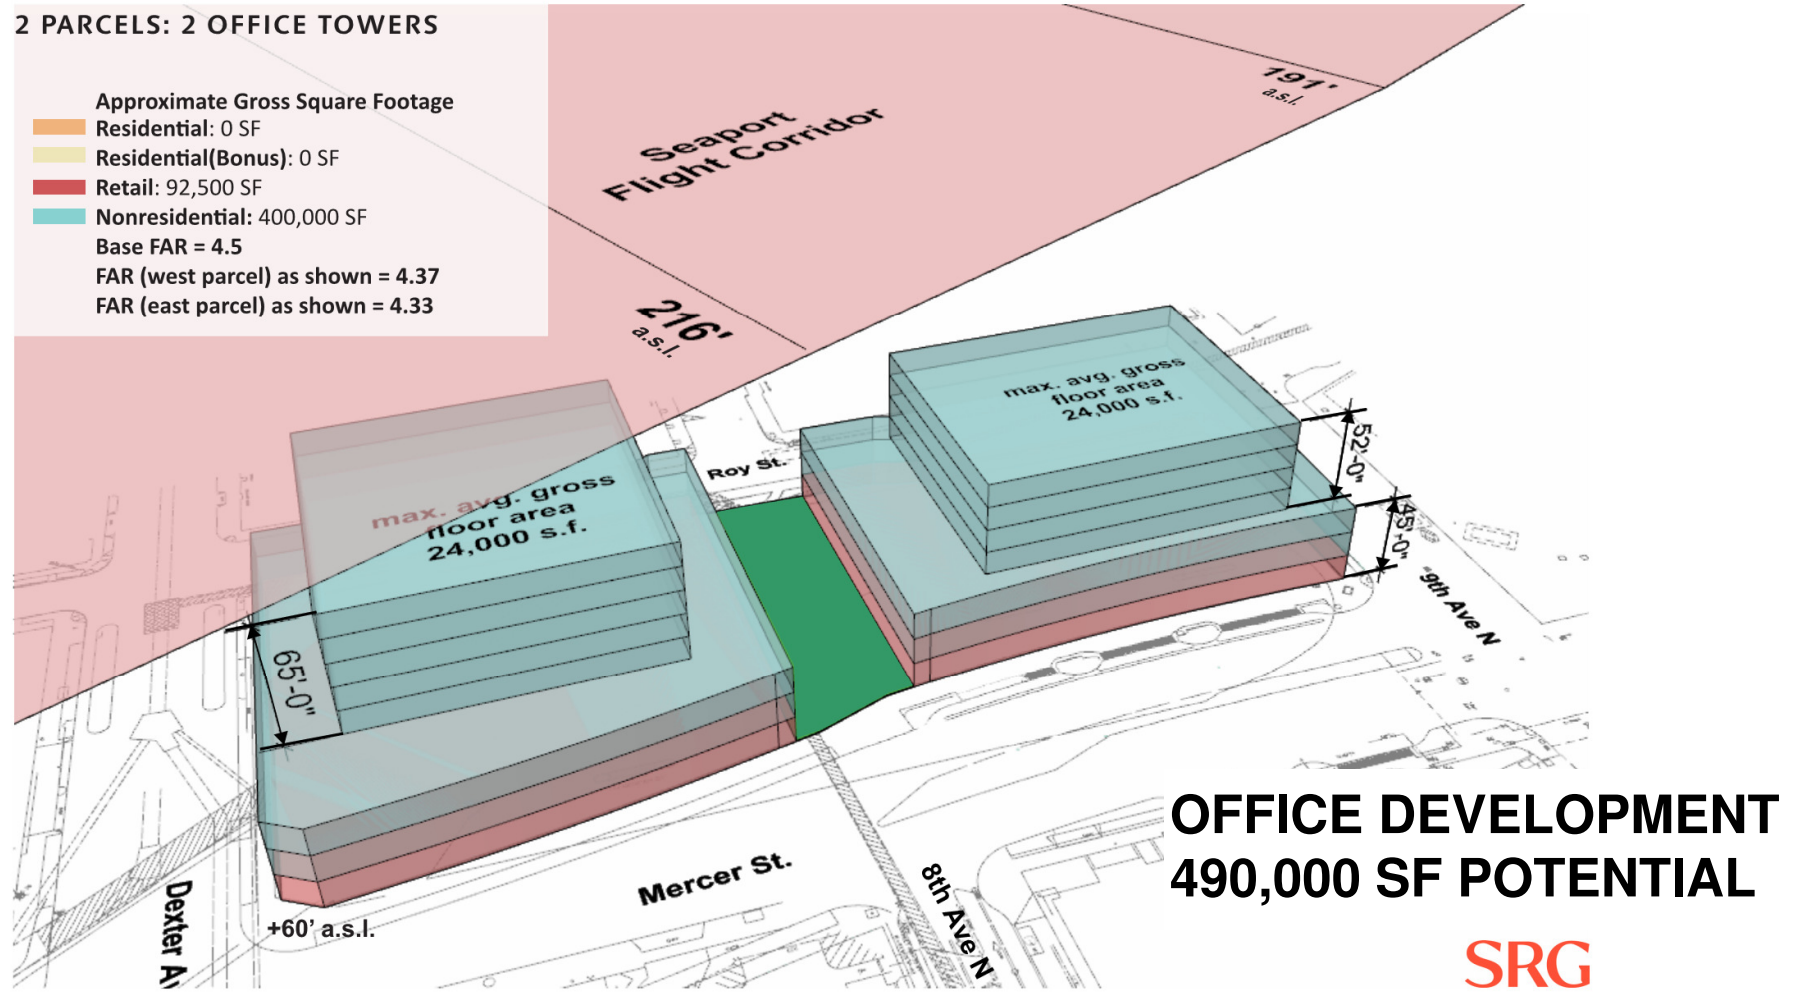 2 PARCELS: 2 OFFICE TOWERS
Approximate Gross Square Footage
Residential: 0 SF
Residential(Bonus): 0 SF
Retail: 92,500 SF
Nonresidential: 400,000 SF
Base FAR = 4.5
FAR (west parcel) as shown = 4.37
FAR (east parcel) as shown = 4.33
Seaport
Flight Corridor
191'
a.s.l.
216'
a.s.l.
max. avg. gross
floor area
24,000 s.f.
max. avg. gross
floor area
24,000 s.f.
52'-0"
45'-0"
65'-0"
Roy St.
9th Ave N
Mercer St.
8th Ave N
Dexter Av
+60' a.s.l.
OFFICE DEVELOPMENT
490,000 SF POTENTIAL
SRG